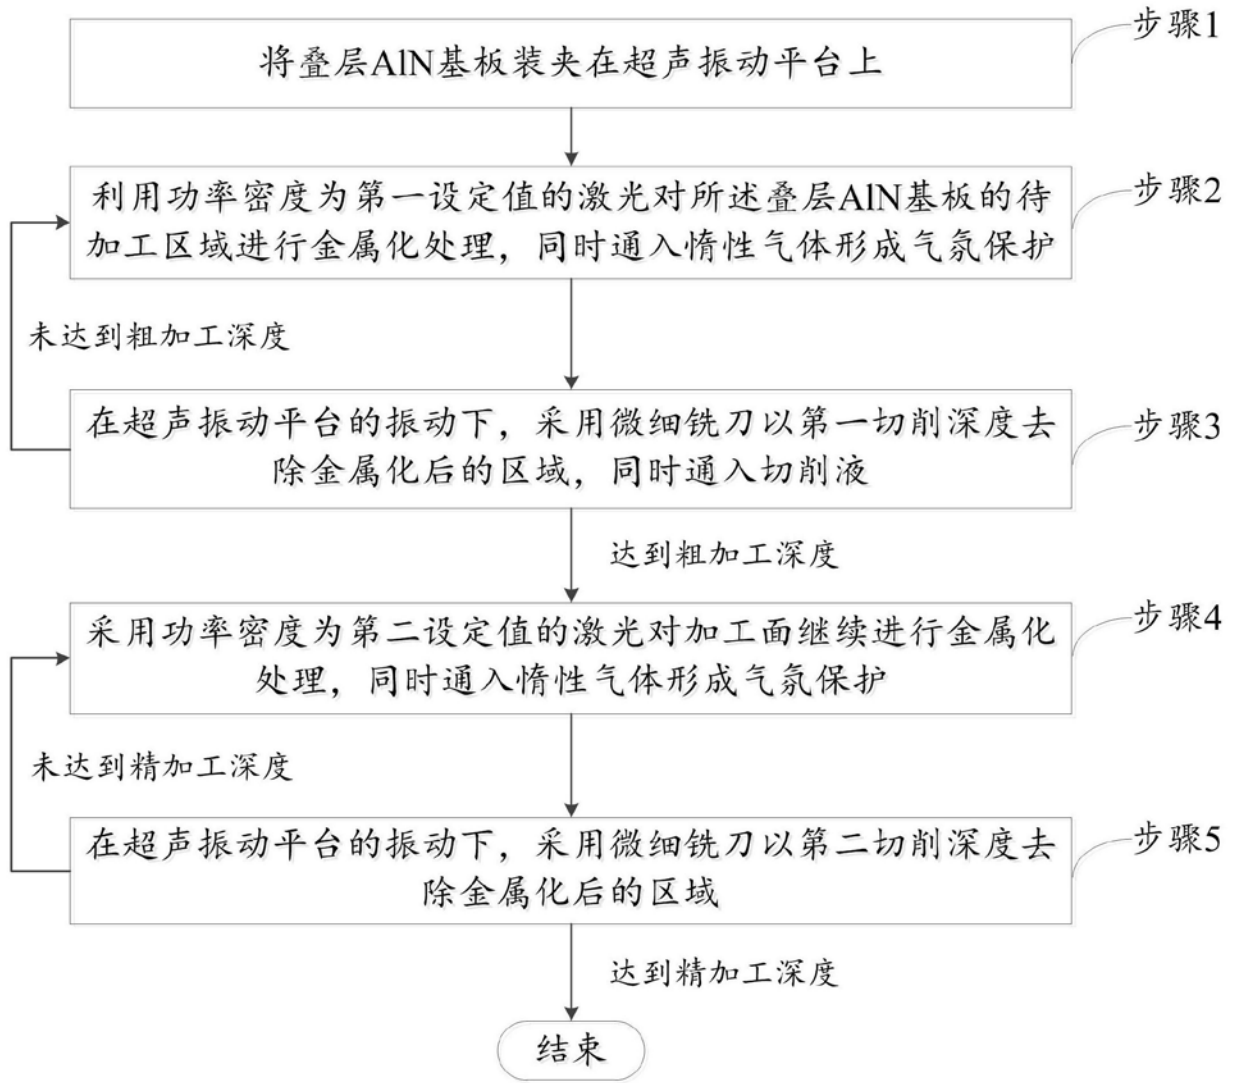 步骤1
将叠层AlN基板装夹在超声振动平台上
步骤2
利用功率密度为第一设定值的激光对所述叠层AlN基板的待
加工区域进行金属化处理，同时通入惰性气体形成气氛保护
未达到粗加工深度
步骤3
在超声振动平台的振动下，采用微细铣刀以第一切削深度去
除金属化后的区域，同时通入切削液
达到粗加工深度
步骤4
采用功率密度为第二设定值的激光对加工面继续进行金属化
处理，同时通入惰性气体形成气氛保护
未达到精加工深度
步骤5
在超声振动平台的振动下，采用微细铣刀以第二切削深度去
除金属化后的区域
达到精加工深度
结束